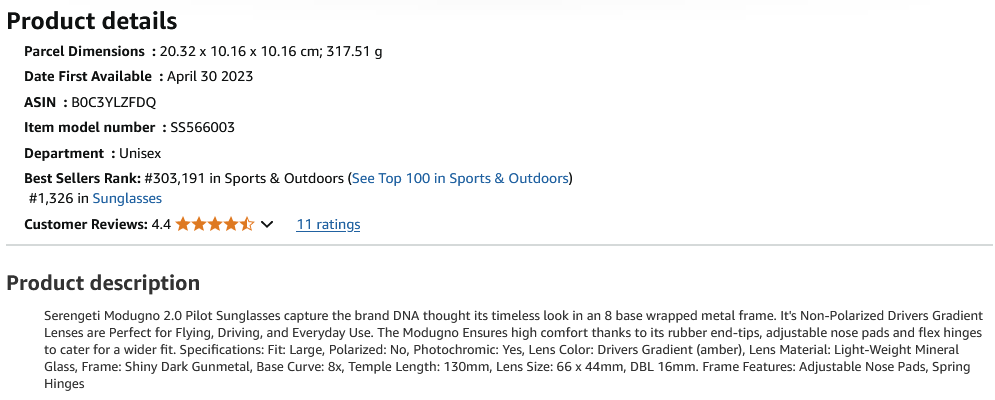 Product details
Parcel Dimensions : 20.32 x 10.16 x 10.16 cm; 317.51 g
Date First Available : April 30 2023
ASIN : B0C3YLZFDQ
Item model number : SS566003
Department : Unisex
Best Sellers Rank: #303,191 in Sports & Outdoors (See Top 100 in Sports & Outdoors)
#1,326 in Sunglasses
Customer Reviews: 4.4 11 ratings
Product description
Serengeti Modugno 2.0 Pilot Sunglasses capture the brand DNA thought its timeless look in an 8 base wrapped metal frame. It's Non-Polarized Drivers Gradient
Lenses are Perfect for Flying, Driving, and Everyday Use. The Modugno Ensures high comfort thanks to its rubber end-tips, adjustable nose pads and flex hinges
to cater for a wider fit. Specifications: Fit: Large, Polarized: No, Photochromic: Yes, Lens Color: Drivers Gradient (amber), Lens Material: Light-Weight Mineral
Glass, Frame: Shiny Dark Gunmetal, Base Curve: 8x, Temple Length: 130mm, Lens Size: 66 x 44mm, DBL 16mm. Frame Features: Adjustable Nose Pads, Spring
Hinges